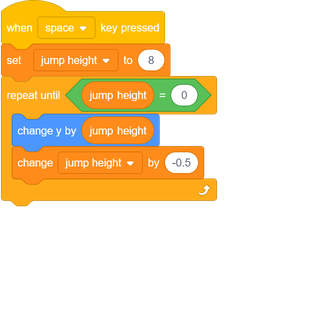 when space key pressed
set jump height to 8
repeat until jump height = 0
change y by jump height
change jump height by -0.5